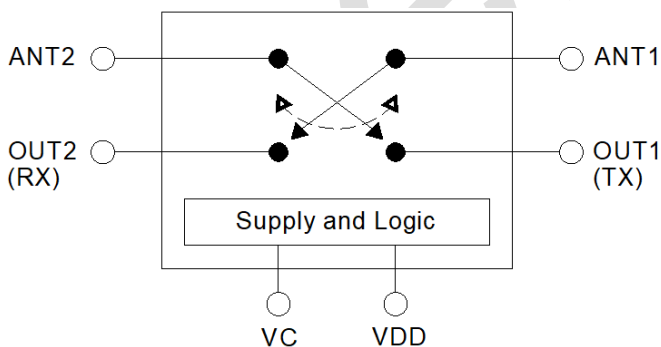 ANT2
ANT1
OUT2
(RX)
OUT1
(TX)
Supply and Logic
VC
VDD